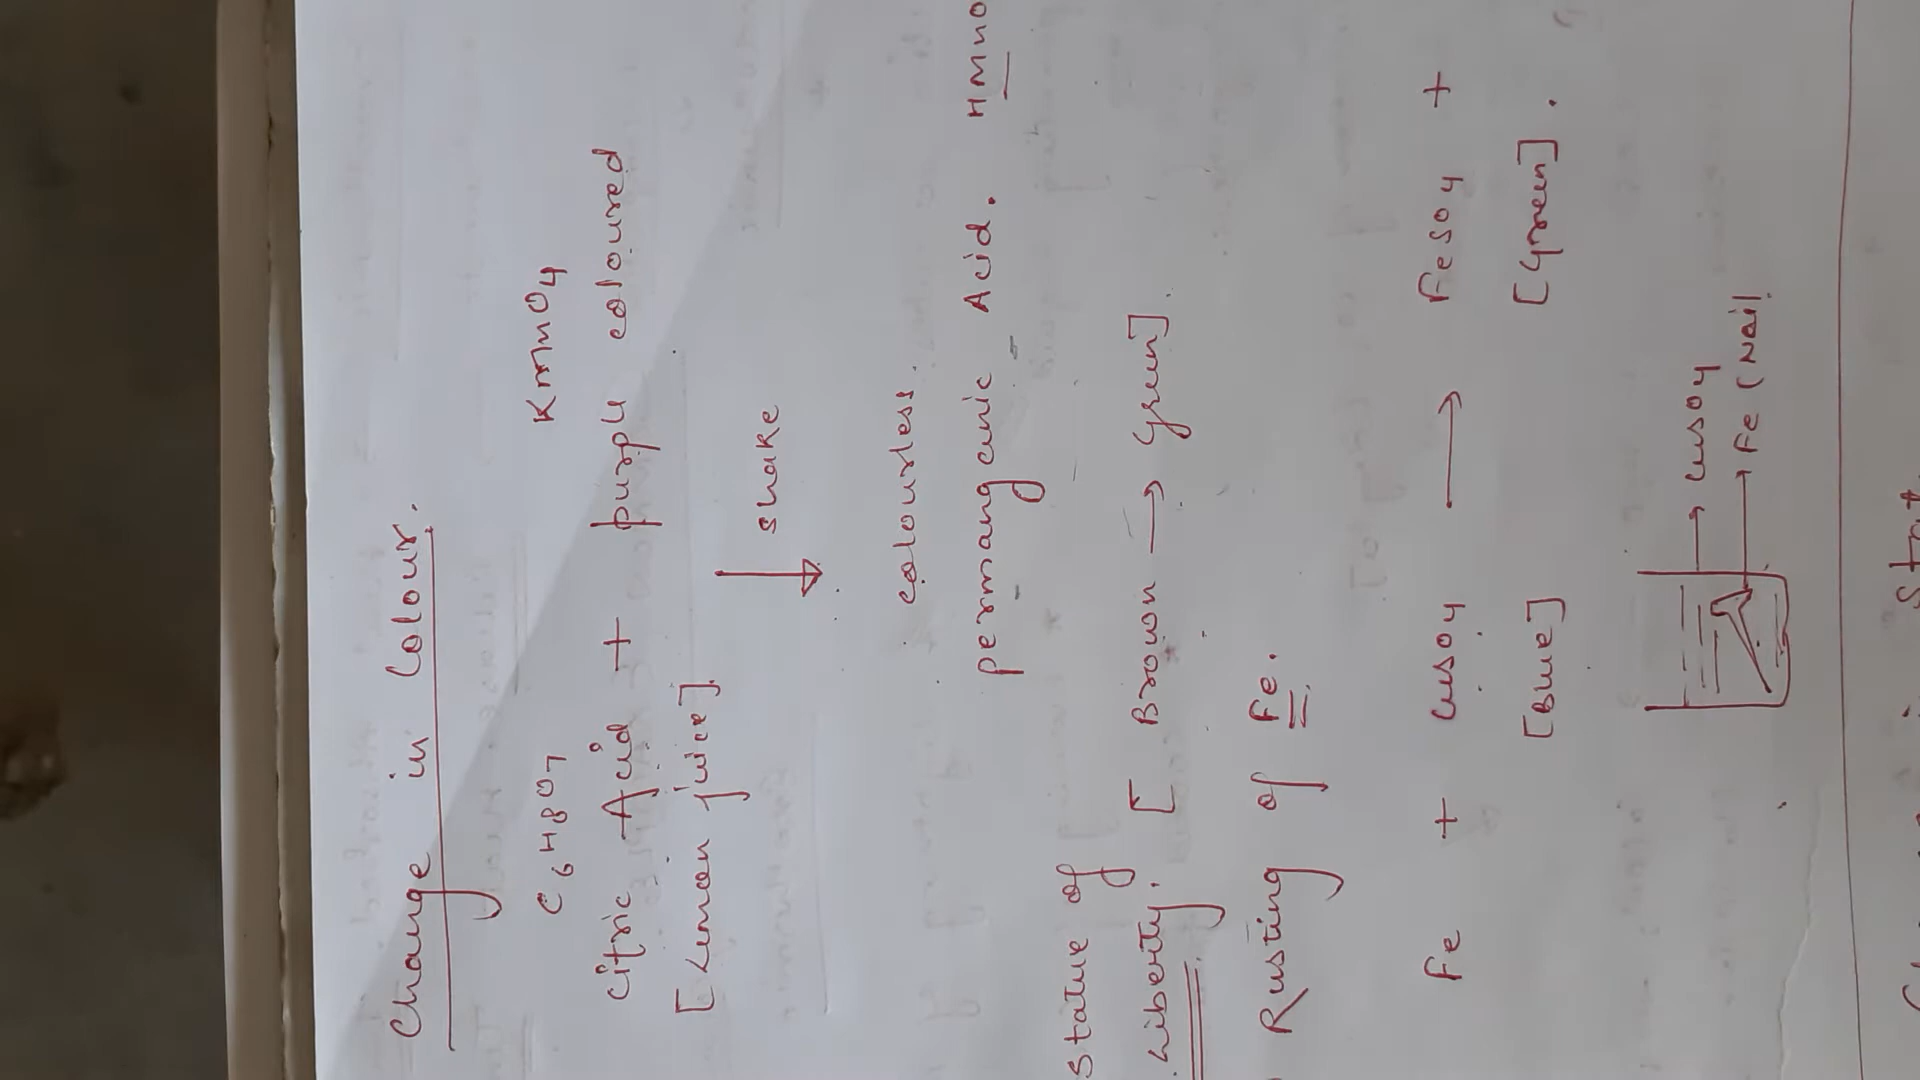 Change in Colour.
C6H8O7 KmnO4
Citric Acid + purple coloured
[Lemon juice]
shake
colourless.
permanganic Acid. HMnO
Statue of
Liberty. [Brown → Green].
Rusting of Fe.
Fe + CuSO4 → FeSO4 +
[Blue] [Green].
→ CuSO4
→ Fe (Nail